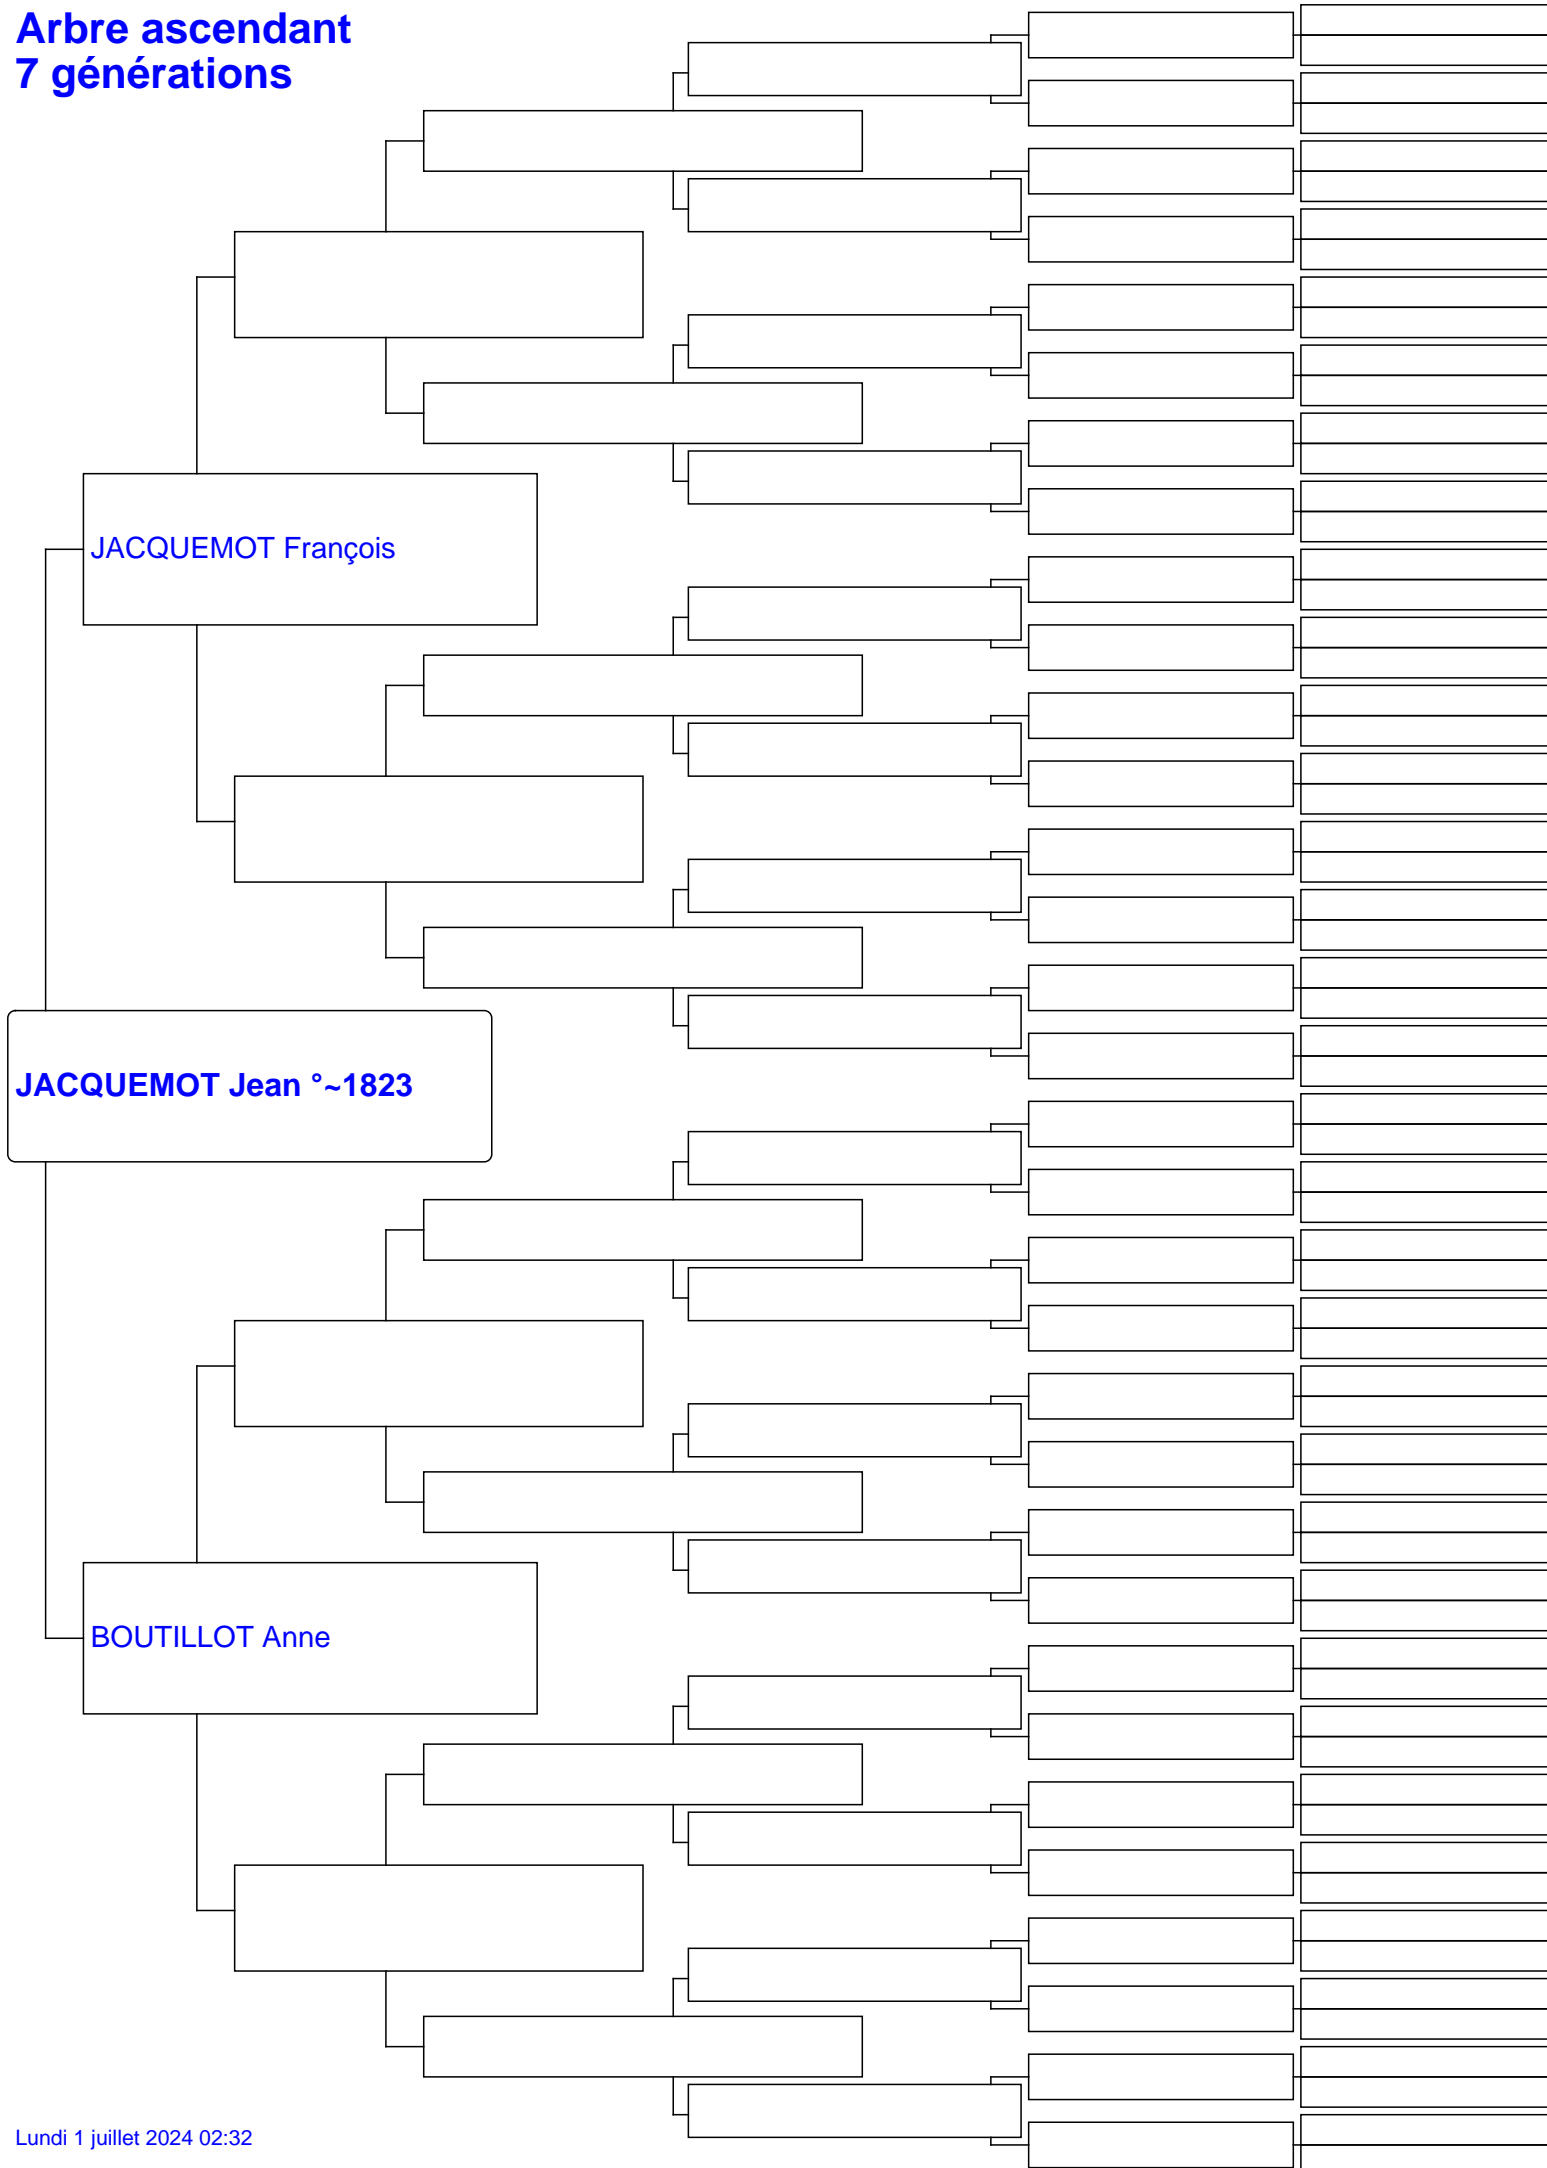 Arbre ascendant
7 générations
JACQUEMOT François
JACQUEMOT Jean °~1823
BOUTILLOT Anne
Lundi 1 juillet 2024 02:32